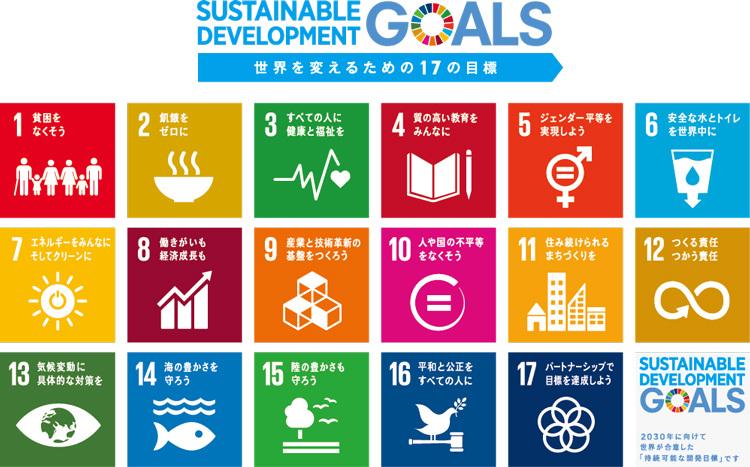 SUSTAINABLE
DEVELOPMENT
GOALS
世界を変えるための17の目標
1 貧困を
なくそう
2 飢餓を
ゼロに
3 すべての人に
健康と福祉を
4 質の高い教育を
みんなに
5 ジェンダー平等を
実現しよう
6 安全な水とトイレ
を世界中に
7 エネルギーをみんなに
そしてクリーンに
8 働きがいも
経済成長も
9 産業と技術革新の
基盤をつくろう
10 人や国の不平等
をなくそう
11 住み続けられる
まちづくりを
12 つくる責任
つかう責任
13 気候変動に
具体的な対策を
14 海の豊かさを
守ろう
15 陸の豊かさも
守ろう
16 平和と公正を
すべての人に
17 パートナーシップで
目標を達成しよう
SUSTAINABLE
DEVELOPMENT
GOALS
2030年に向けて
世界が合意した
「持続可能な開発目標」です